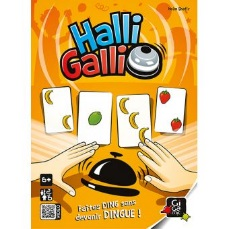 Halli
Galli
6+
Faites DING sans
devenir DINGUE !